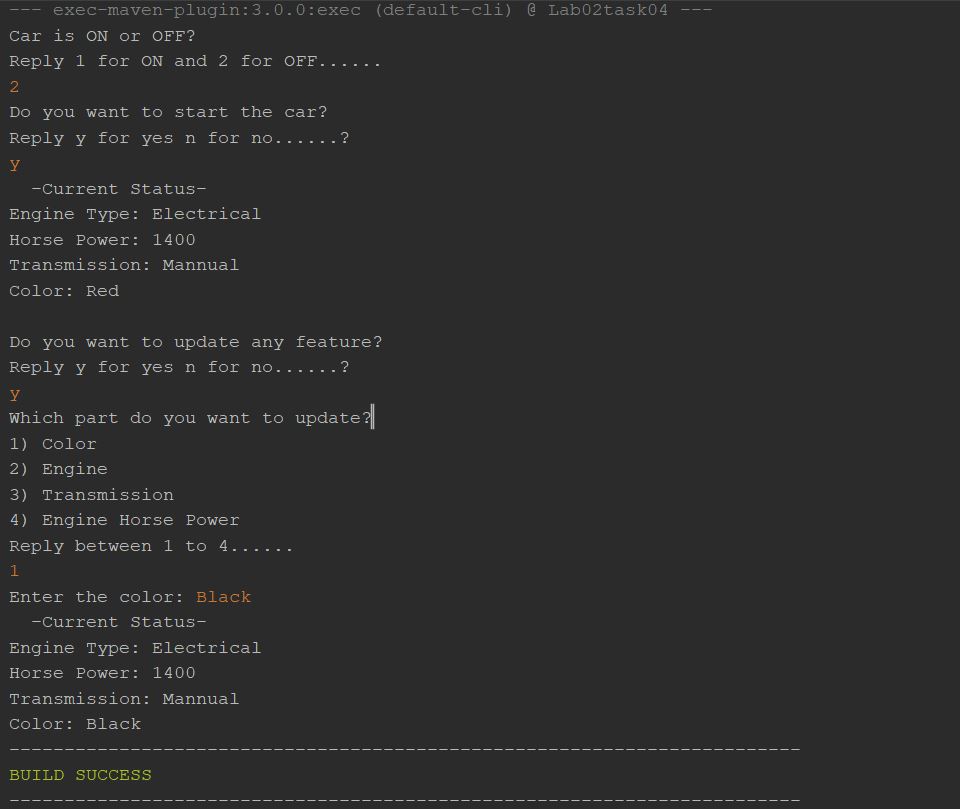 --- exec-maven-plugin:3.0.0:exec (default-cli) @ Lab02task04 ---
Car is ON or OFF?
Reply 1 for ON and 2 for OFF......
2
Do you want to start the car?
Reply y for yes n for no......?
y
  -Current Status-
Engine Type: Electrical
Horse Power: 1400
Transmission: Mannual
Color: Red

Do you want to update any feature?
Reply y for yes n for no......?
y
Which part do you want to update?
1) Color
2) Engine
3) Transmission
4) Engine Horse Power
Reply between 1 to 4......
1
Enter the color: Black
  -Current Status-
Engine Type: Electrical
Horse Power: 1400
Transmission: Mannual
Color: Black
------------------------------------------------------------------------
BUILD SUCCESS
------------------------------------------------------------------------